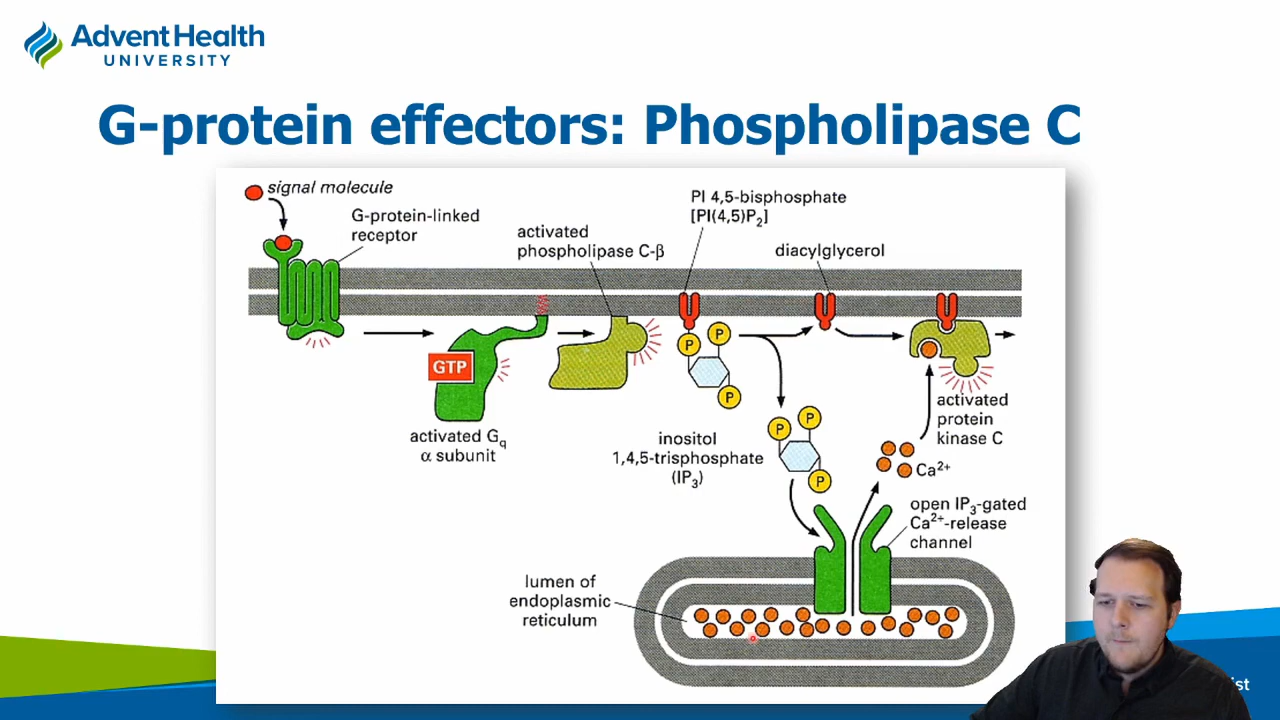 Advent Health
UNIVERSITY
G-protein effectors: Phospholipase C
signal molecule
G-protein-linked
receptor
activated
phospholipase C-β
PI 4,5-bisphosphate
[PI(4,5)P₂]
diacylglycerol
GTP
P
P
P
activated Gq
α subunit
inositol
1,4,5-trisphosphate
(IP₃)
P
P
P
activated
protein
kinase C
Ca²⁺
open IP₃-gated
Ca²⁺-release
channel
lumen of
endoplasmic
reticulum